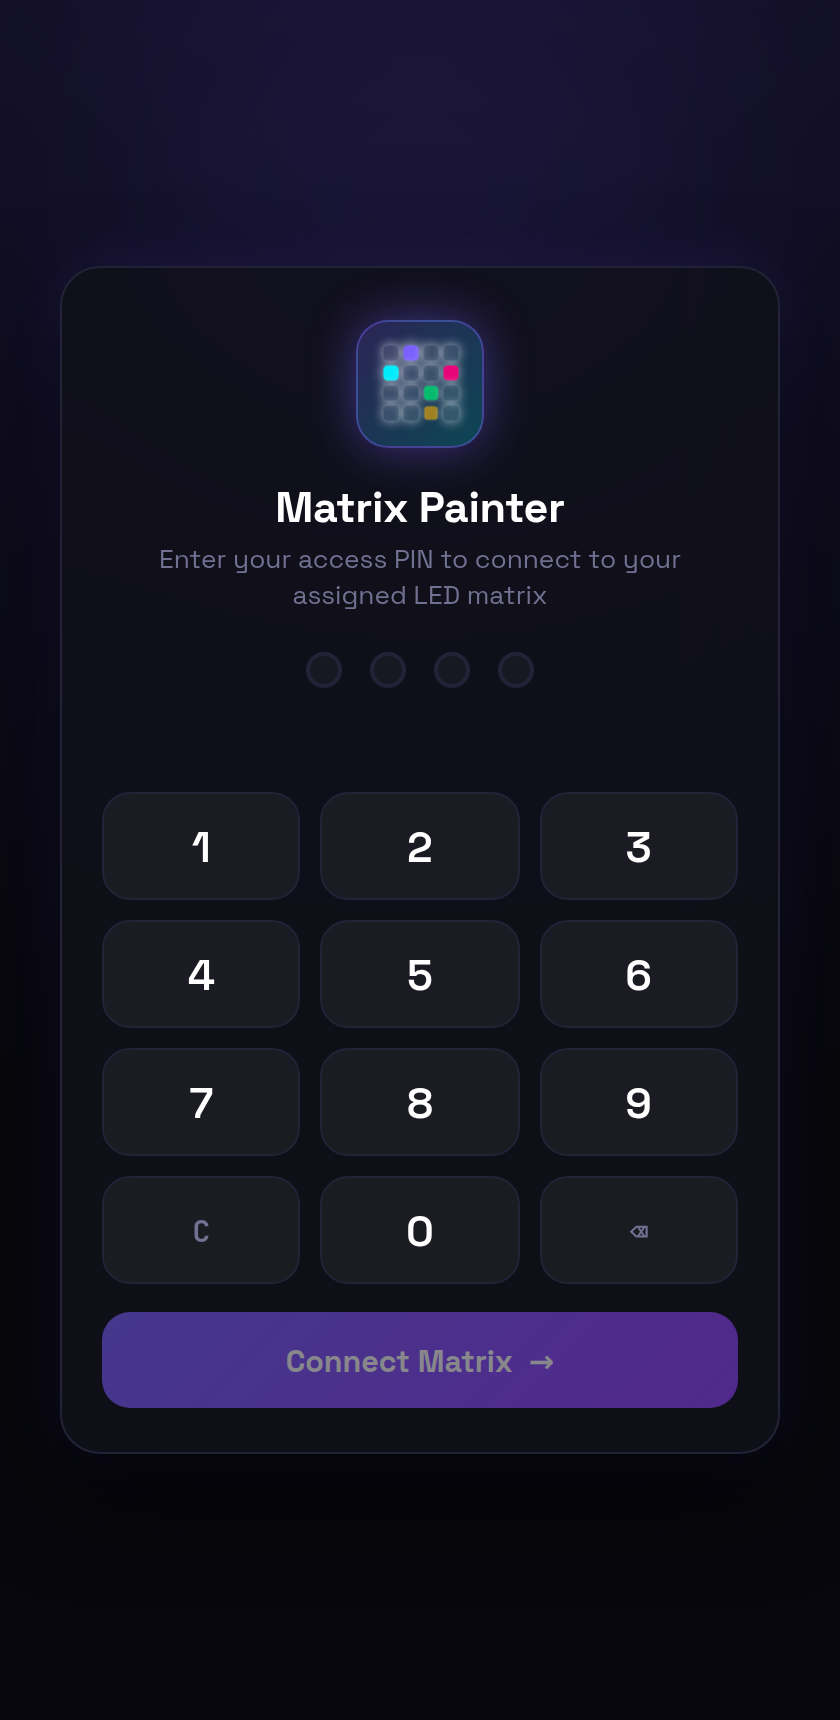 Matrix Painter
Enter your access PIN to connect to your
assigned LED matrix
1 2 3
4 5 6
7 8 9
C 0 ⌫
Connect Matrix →